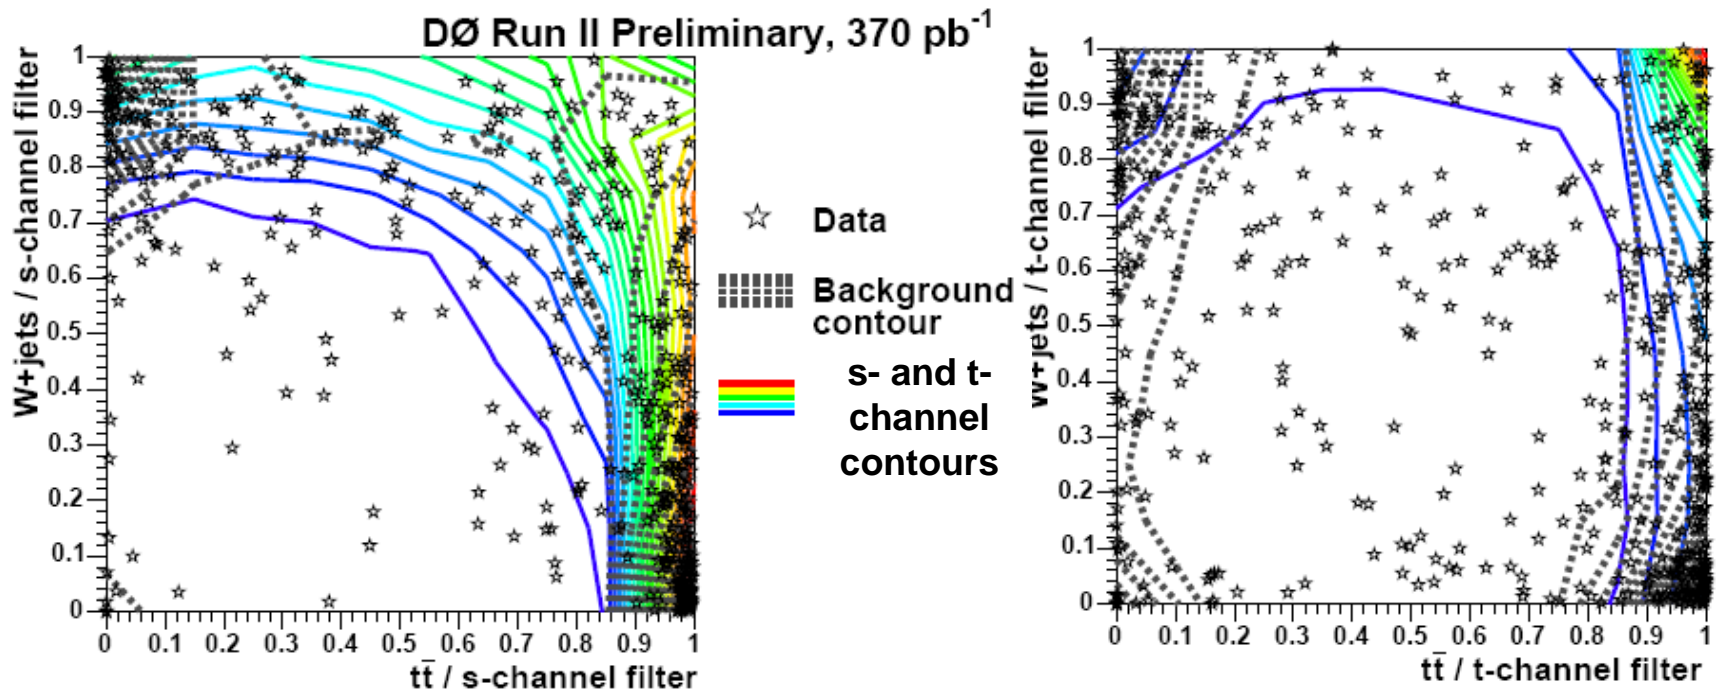 DØ Run II Preliminary, 370 pb-1
W+jets / s-channel filter
1
0.9
0.8
0.7
0.6
0.5
0.4
0.3
0.2
0.1
0
0 0.1 0.2 0.3 0.4 0.5 0.6 0.7 0.8 0.9 1
tt̄ / s-channel filter
Data
Background
contour
s- and t-
channel
contours
W+jets / t-channel filter
1
0.9
0.8
0.7
0.6
0.5
0.4
0.3
0.2
0.1
0
0 0.1 0.2 0.3 0.4 0.5 0.6 0.7 0.8 0.9 1
tt̄ / t-channel filter